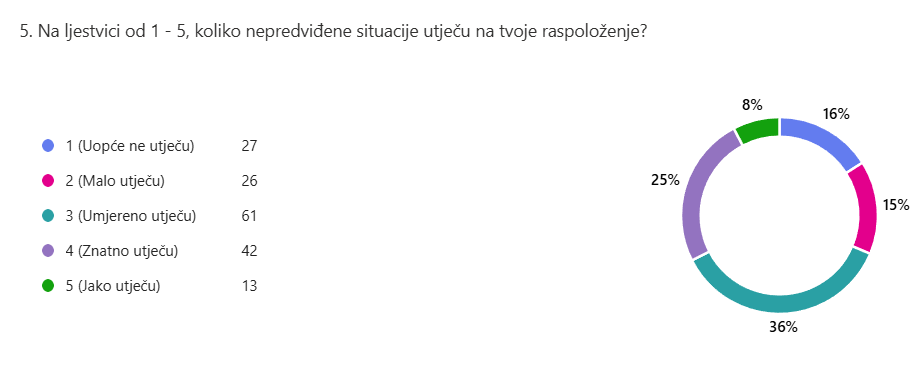 5. Na ljestvici od 1 - 5, koliko nepredviđene situacije utječu na tvoje raspoloženje?
1 (Uopće ne utječu) 27
2 (Malo utječu) 26
3 (Umjereno utječu) 61
4 (Znatno utječu) 42
5 (Jako utječu) 13
8%
16%
25%
15%
36%